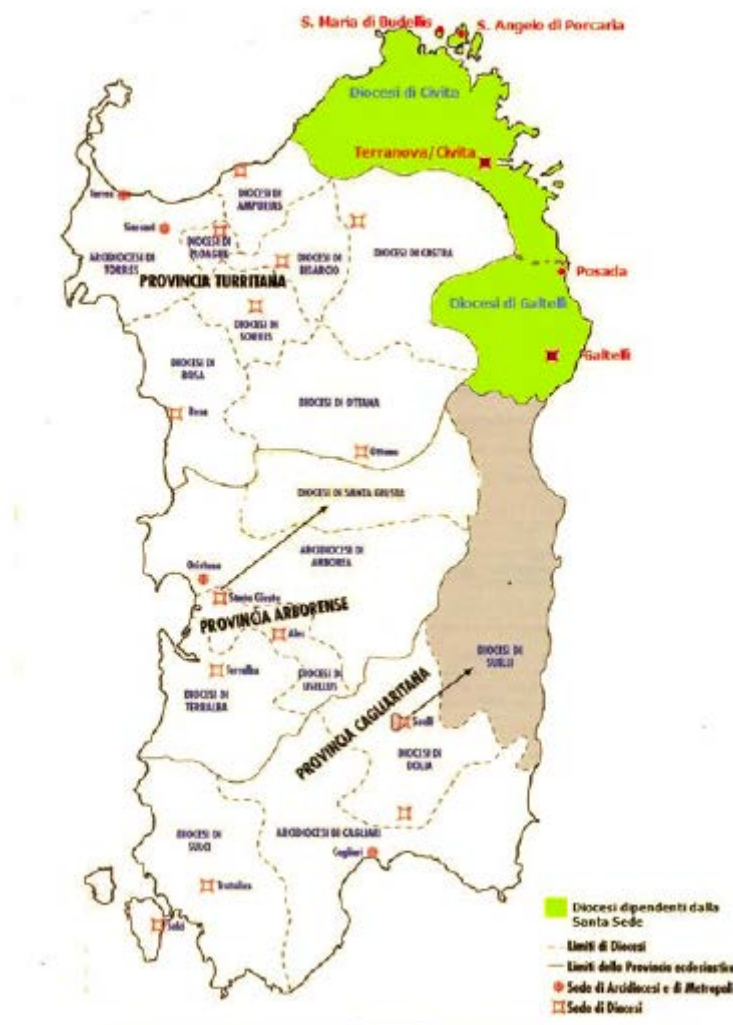 S. Maria di Budellis
S. Angelo di Porcaria
Diocesi di Civita
Terranova/Civita
DIOCESI DI
AMPURIAS
Torres
Sassari
DIOCESI DI
PLOAGHE
DIOCESI DI
BISARCIO
DIOCESI DI CASTRA
ARCIDIOCESI DI
TORRES
PROVINCIA TURRITANA
Posada
Diocesi di Galtelli
DIOCESI DI
SORRES
Galtelli
DIOCESI DI
BOSA
DIOCESI DI OTTANA
Bosa
Ottana
DIOCESI DI SANTA GIUSTA
ARCIDIOCESI DI
ARBOREA
Oristano
Santa Giusta
PROVINCIA ARBORENSE
Ales
DIOCESI DI
SUELLI
Terralba
DIOCESI DI
USELLUS
DIOCESI DI
TERRALBA
PROVINCIA CAGLIARITANA
Suelli
DIOCESI DI
DOLIA
DIOCESI DI
SULCI
ARCIDIOCESI DI CAGLIARI
Cagliari
Tratalias
Sulci
Diocesi dipendenti dalla
Santa Sede
Limiti di Diocesi
Limiti della Provincia ecclesiastica
Sede di Arcidiocesi e di Metropoli
Sede di Diocesi